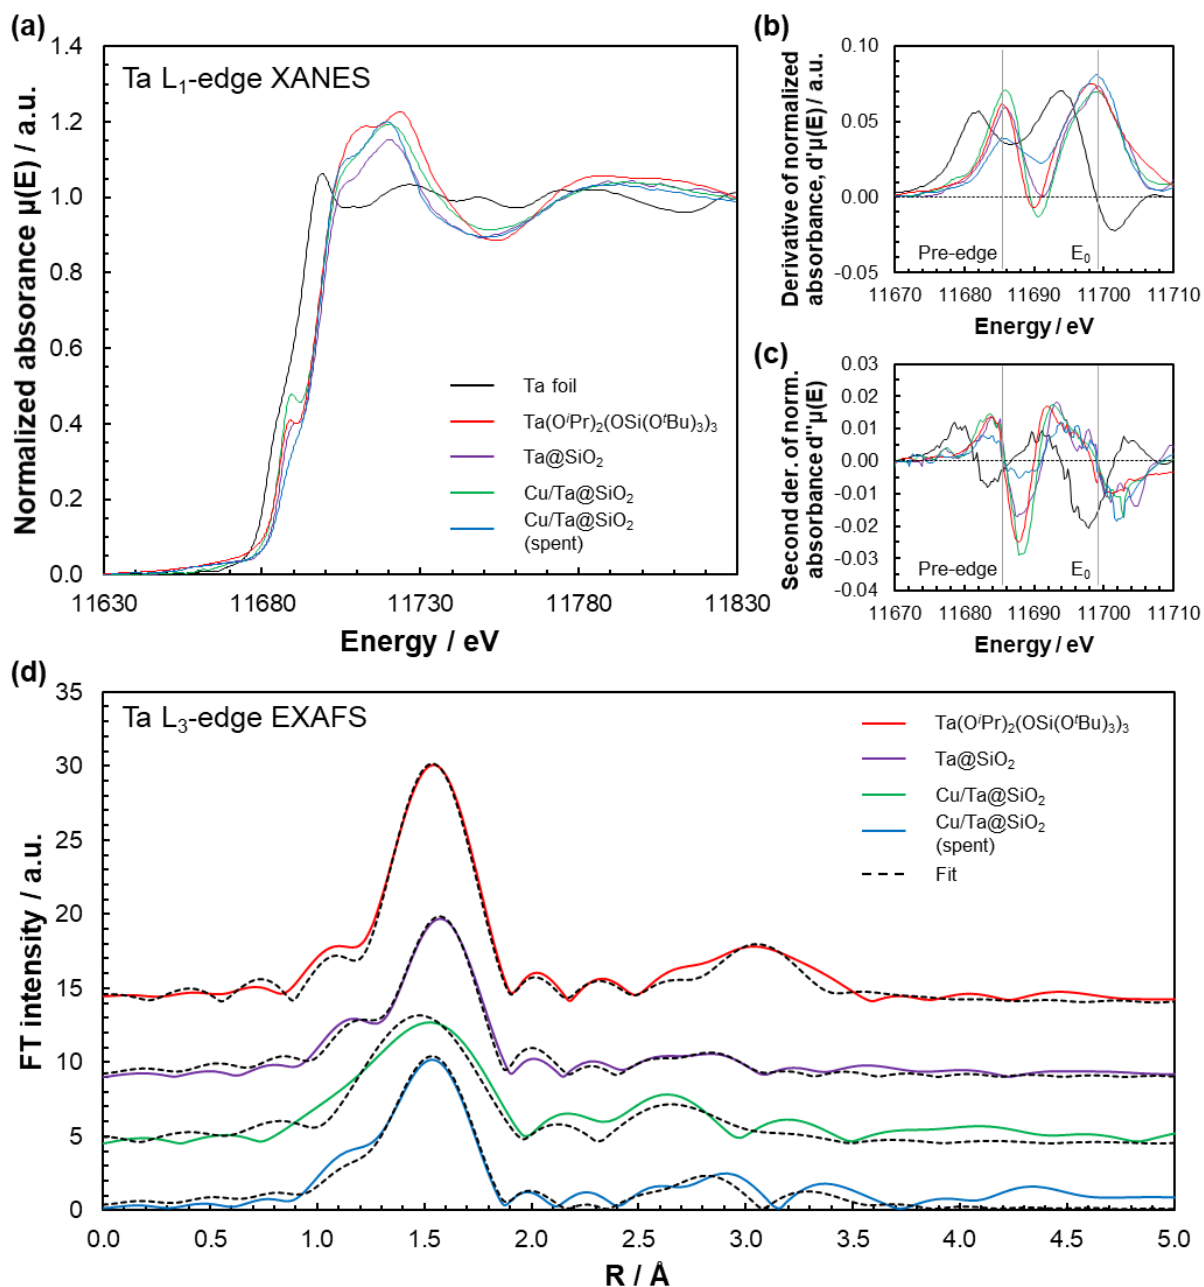 (a)
Ta L₁-edge XANES
Normalized absorance μ(E) / a.u.
1.4
1.2
1.0
0.8
0.6
0.4
0.2
0.0
11630
11680
11730
11780
11830
Energy / eV
Ta foil
Ta(OⁱPr)₂(OSi(OᵗBu)₃)₃
Ta@SiO₂
Cu/Ta@SiO₂
Cu/Ta@SiO₂
(spent)
(b)
Derivative of normalized
absorbance, d'μ(E) / a.u.
0.10
0.05
0.00
-0.05
Pre-edge
E₀
11670
11680
11690
11700
11710
Energy / eV
(c)
Second der. of norm.
absorbance d''μ(E)
0.03
0.02
0.01
0.00
-0.01
-0.02
-0.03
-0.04
Pre-edge
E₀
11670
11680
11690
11700
11710
Energy / eV
(d)
Ta L₃-edge EXAFS
FT intensity / a.u.
35
30
25
20
15
10
5
0
0.0
0.5
1.0
1.5
2.0
2.5
3.0
3.5
4.0
4.5
5.0
R / Å
Ta(OⁱPr)₂(OSi(OᵗBu)₃)₃
Ta@SiO₂
Cu/Ta@SiO₂
Cu/Ta@SiO₂
(spent)
Fit